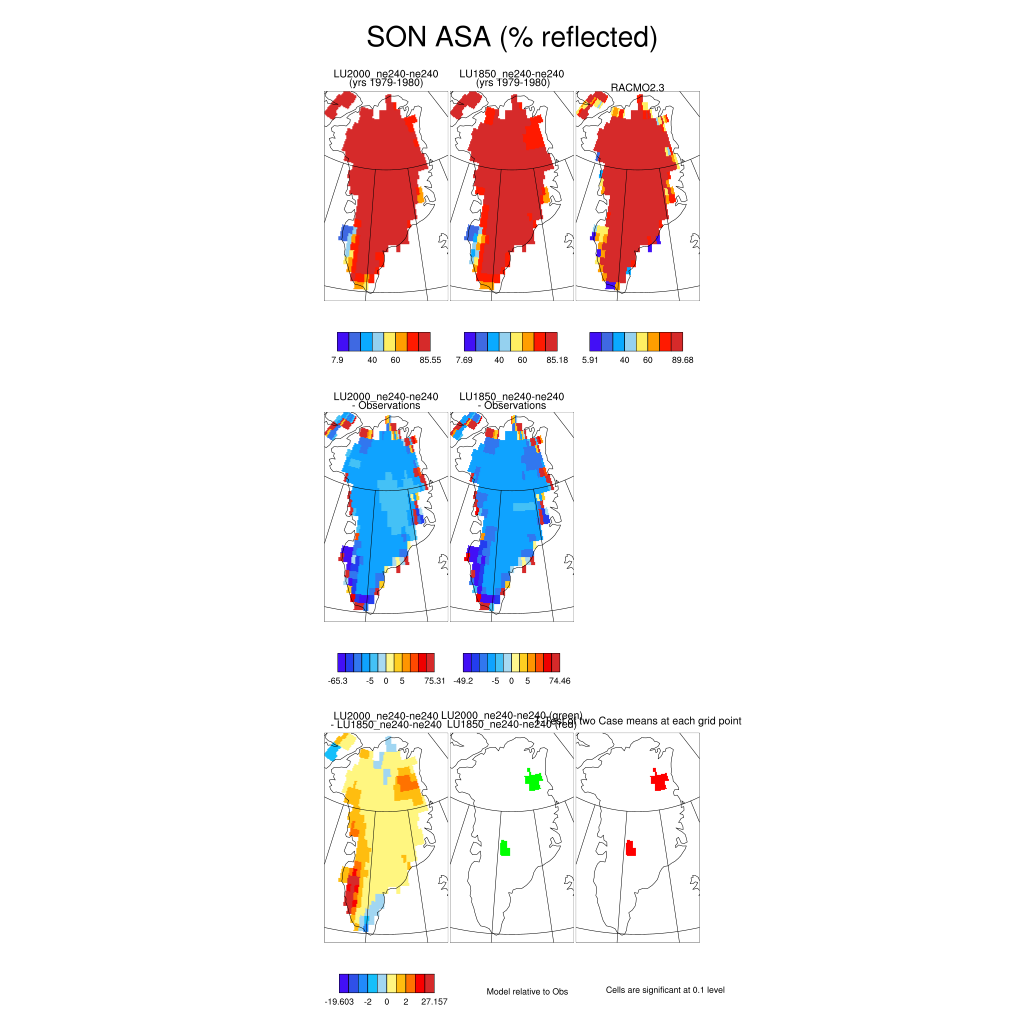 SON ASA (% reflected)
LU2000_ne240-ne240
(yrs 1979-1980)
LU1850_ne240-ne240
(yrs 1979-1980)
RACMO2.3
7.9 40 60 85.55
7.69 40 60 85.18
5.91 40 60 89.68
LU2000_ne240-ne240
- Observations
LU1850_ne240-ne240
- Observations
-65.3 -5 0 5 75.31
-49.2 -5 0 5 74.46
LU2000_ne240-ne240
- LU1850_ne240-ne240
LU2000_ne240-ne240 (green)
LU1850_ne240-ne240 (red)
T-Test of two Case means at each grid point
-19.603 -2 0 2 27.157
Model relative to Obs
Cells are significant at 0.1 level